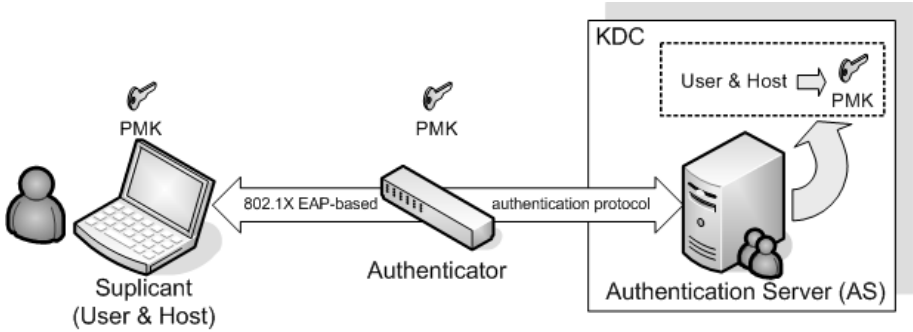 KDC
User & Host
PMK
PMK
PMK
802.1X EAP-based
authentication protocol
Authenticator
Suplicant
(User & Host)
Authentication Server (AS)